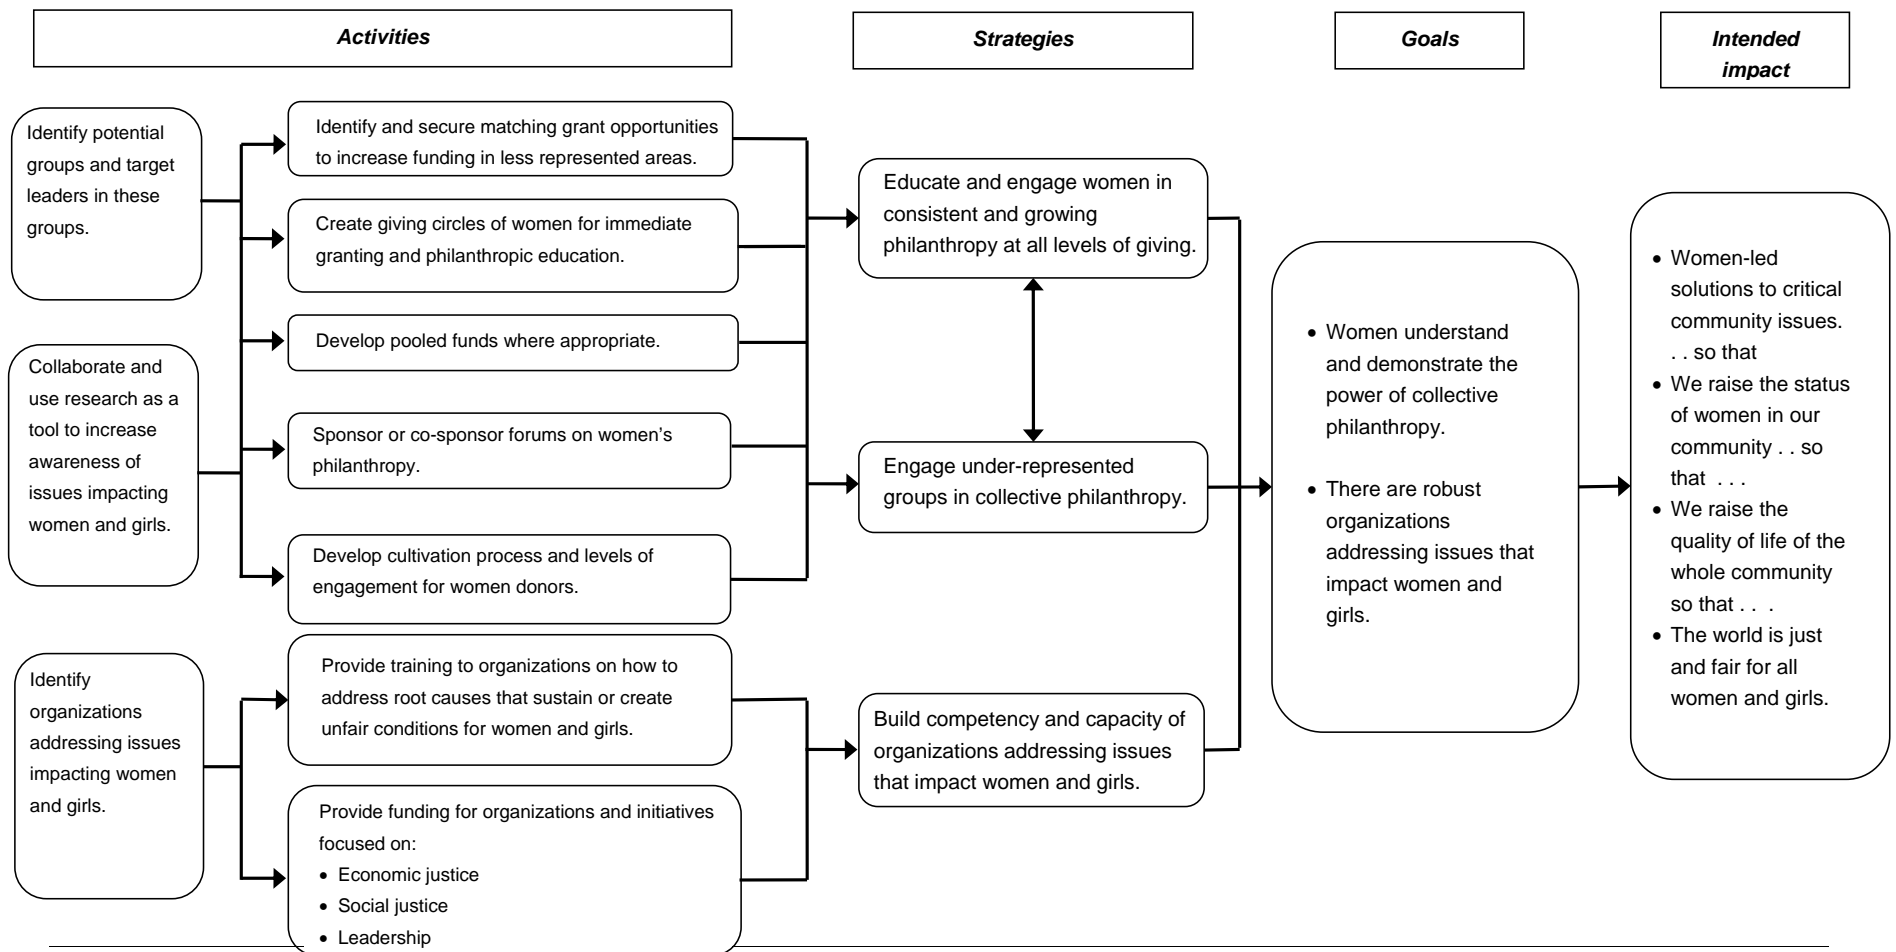 Activities
Strategies
Goals
Intended
impact
Identify potential
groups and target
leaders in these
groups.
Collaborate and
use research as a
tool to increase
awareness of
issues impacting
women and girls.
Identify
organizations
addressing issues
impacting women
and girls.
Identify and secure matching grant opportunities
to increase funding in less represented areas.
Create giving circles of women for immediate
granting and philanthropic education.
Develop pooled funds where appropriate.
Sponsor or co-sponsor forums on women’s
philanthropy.
Develop cultivation process and levels of
engagement for women donors.
Provide training to organizations on how to
address root causes that sustain or create
unfair conditions for women and girls.
Provide funding for organizations and initiatives
focused on:
• Economic justice
• Social justice
• Leadership
Educate and engage women in
consistent and growing
philanthropy at all levels of giving.
Engage under-represented
groups in collective philanthropy.
Build competency and capacity of
organizations addressing issues
that impact women and girls.
• Women understand
and demonstrate the
power of collective
philanthropy.
• There are robust
organizations
addressing issues that
impact women and
girls.
• Women-led
solutions to critical
community issues.
. . so that
• We raise the status
of women in our
community . . so
that . . .
• We raise the
quality of life of the
whole community
so that . . .
• The world is just
and fair for all
women and girls.